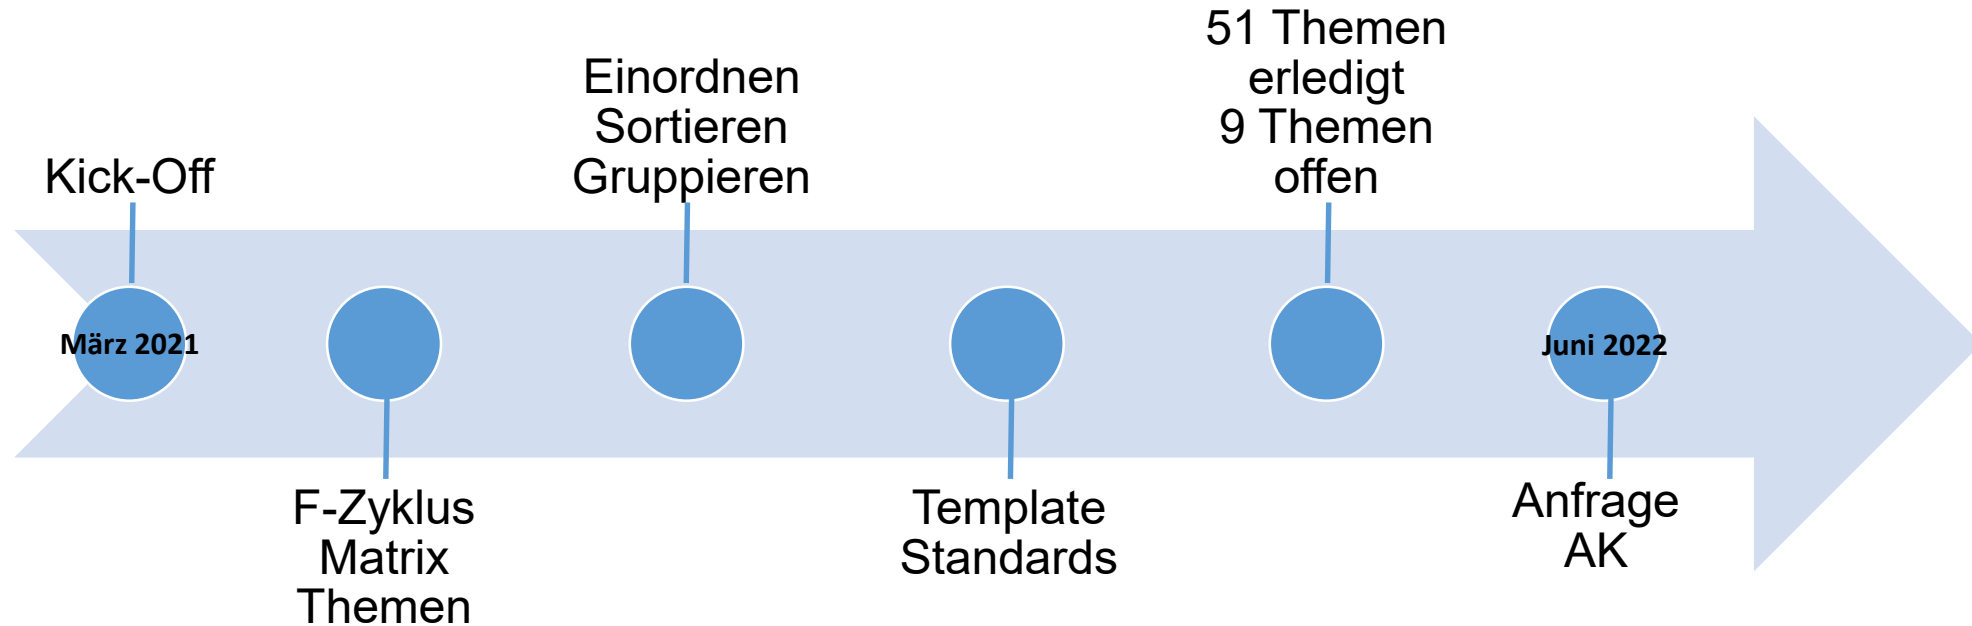 Kick-Off
März 2021
F-Zyklus
Matrix
Themen
Einordnen
Sortieren
Gruppieren
Template
Standards
51 Themen
erledigt
9 Themen
offen
Juni 2022
Anfrage
AK